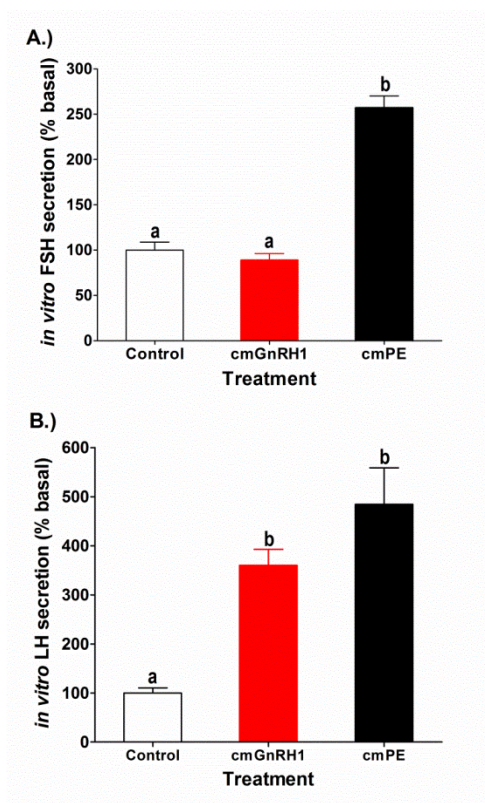 A.)
in vitro FSH secretion (% basal)
300
250
200
150
100
50
0
a
a
b
Control cmGnRH1 cmPE
Treatment
B.)
in vitro LH secretion (% basal)
600
500
400
300
200
100
0
a
b
b
Control cmGnRH1 cmPE
Treatment